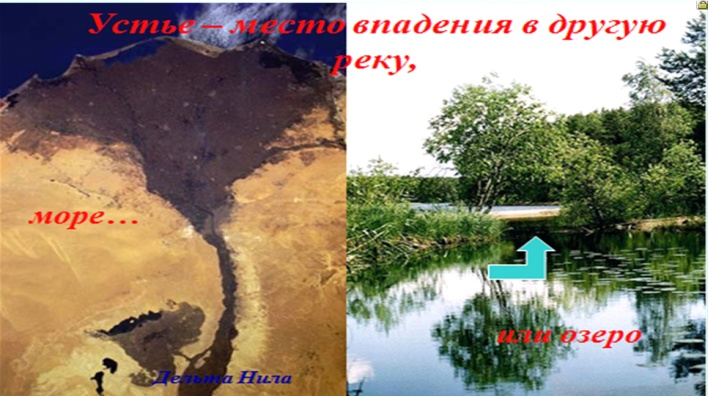 Устье – место впадения в другую
реку,
море…
или озеро
Дельта Нила